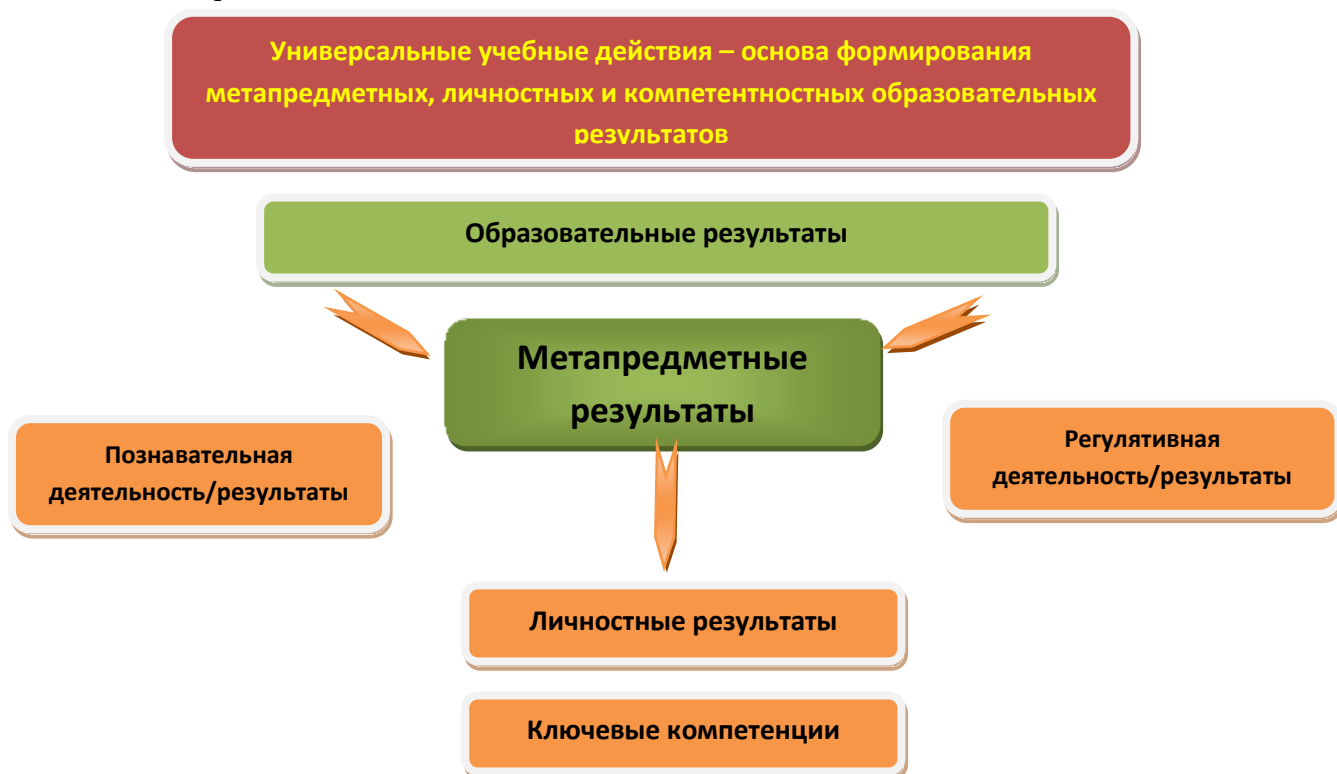 Универсальные учебные действия – основа формирования
метапредметных, личностных и компетентностных образовательных
результатов
Образовательные результаты
Метапредметные
результаты
Познавательная
деятельность/результаты
Регулятивная
деятельность/результаты
Личностные результаты
Ключевые компетенции